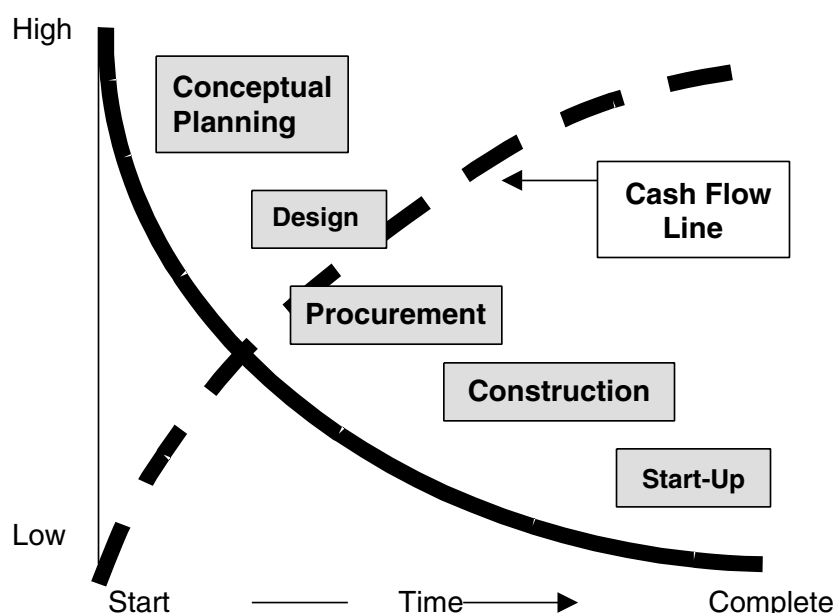 High
Conceptual
Planning
Design
Cash Flow
Line
Procurement
Construction
Start-Up
Low
Start
Time
Complete